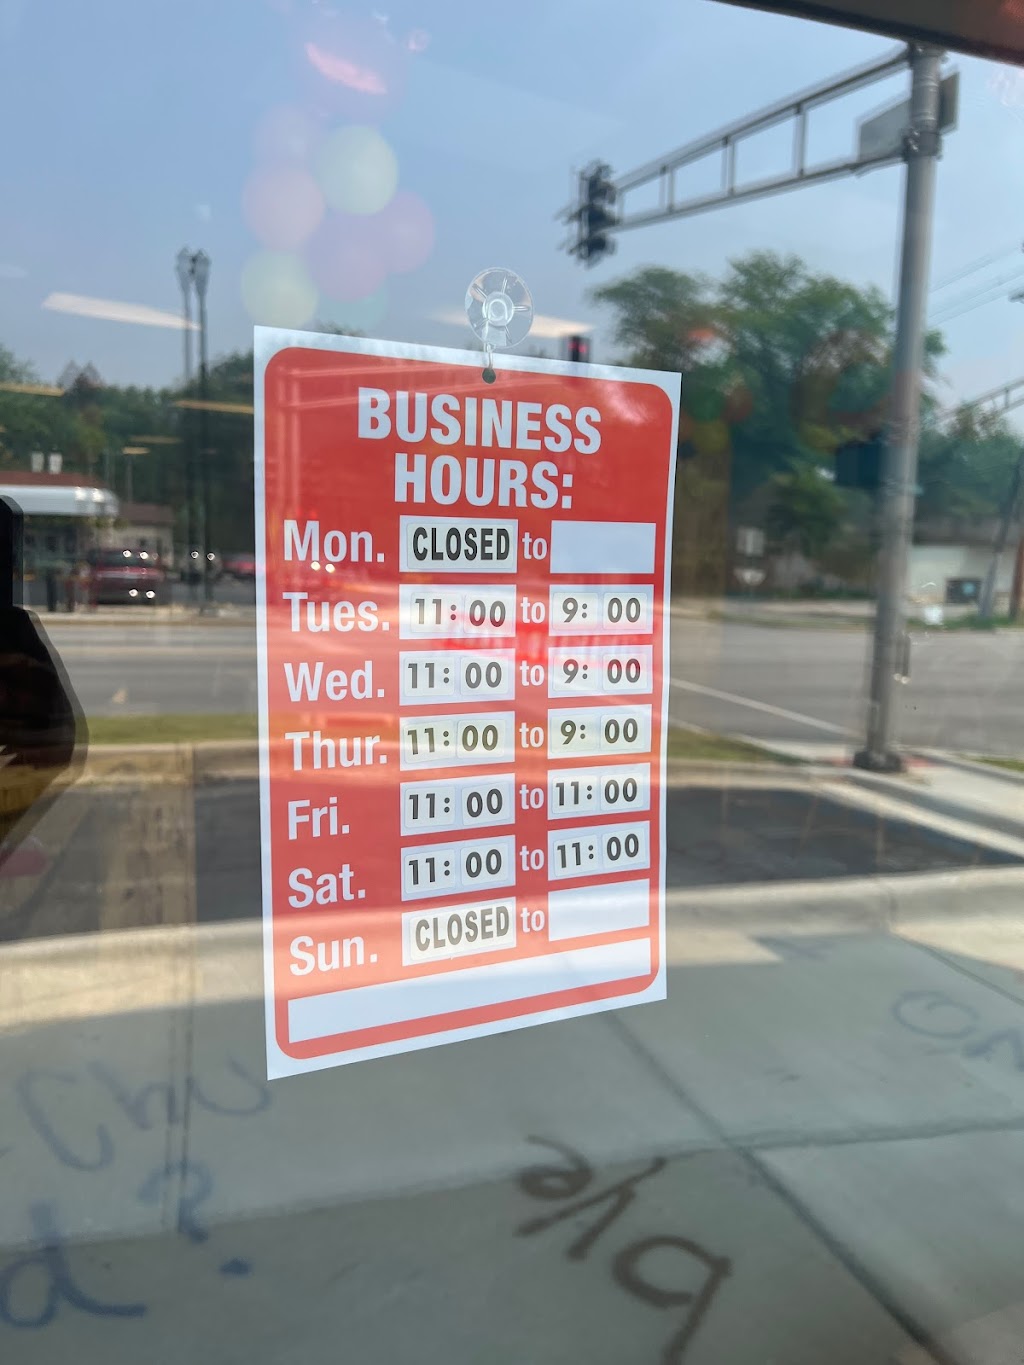 BUSINESS
HOURS:
Mon. CLOSED to
Tues. 11:00 to 9:00
Wed. 11:00 to 9:00
Thur. 11:00 to 9:00
Fri. 11:00 to 11:00
Sat. 11:00 to 11:00
Sun. CLOSED to